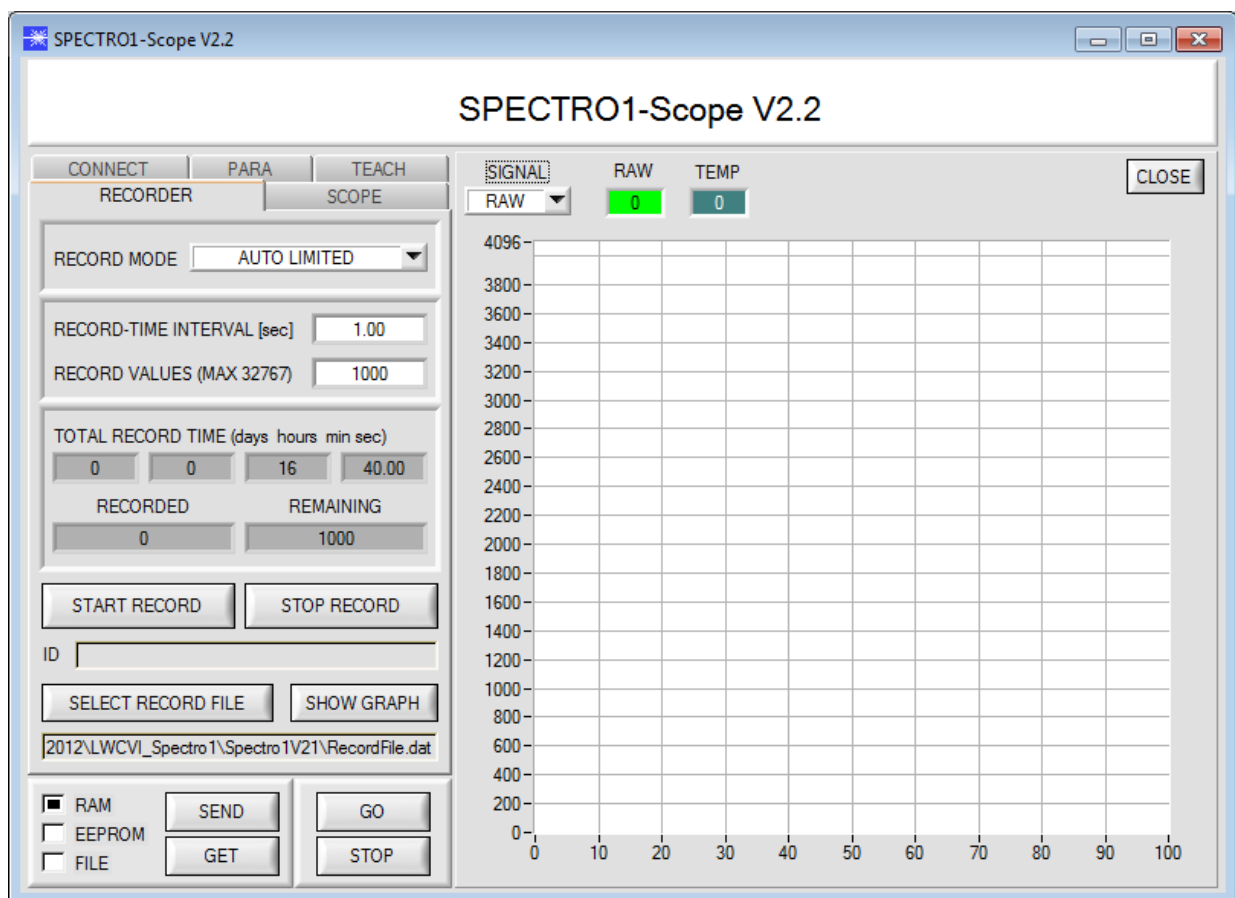 SPECTRO1-Scope V2.2
SPECTRO1-Scope V2.2
CONNECT PARA TEACH
RECORDER SCOPE
RECORD MODE AUTO LIMITED
RECORD-TIME INTERVAL [sec] 1.00
RECORD VALUES (MAX 32767) 1000
TOTAL RECORD TIME (days hours min sec)
0 0 16 40.00
RECORDED REMAINING
0 1000
START RECORD STOP RECORD
ID
SELECT RECORD FILE SHOW GRAPH
2012\LWCVI_Spectro1\Spectro1V21\RecordFile.dat
RAM
EEPROM
FILE
SEND
GET
GO
STOP
SIGNAL RAW TEMP
RAW 0 0
CLOSE
4096
3800
3600
3400
3200
3000
2800
2600
2400
2200
2000
1800
1600
1400
1200
1000
800
600
400
200
0
0 10 20 30 40 50 60 70 80 90 100